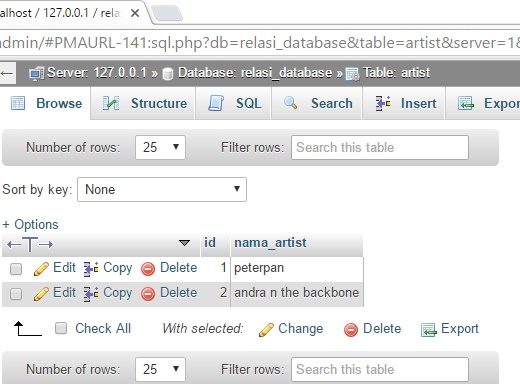 alhost / 127.0.0.1 / relas
dmin/#PMAURL-141:sql.php?db=relasi_database&table=artist&server=1&
Server: 127.0.0.1 » Database: relasi_database » Table: artist
Browse Structure SQL Search Insert Expor
Number of rows: 25 Filter rows: Search this table
Sort by key: None
+ Options
←T→ id nama_artist
Edit Copy Delete 1 peterpan
Edit Copy Delete 2 andra n the backbone
Check All With selected: Change Delete Export
Number of rows: 25 Filter rows: Search this table